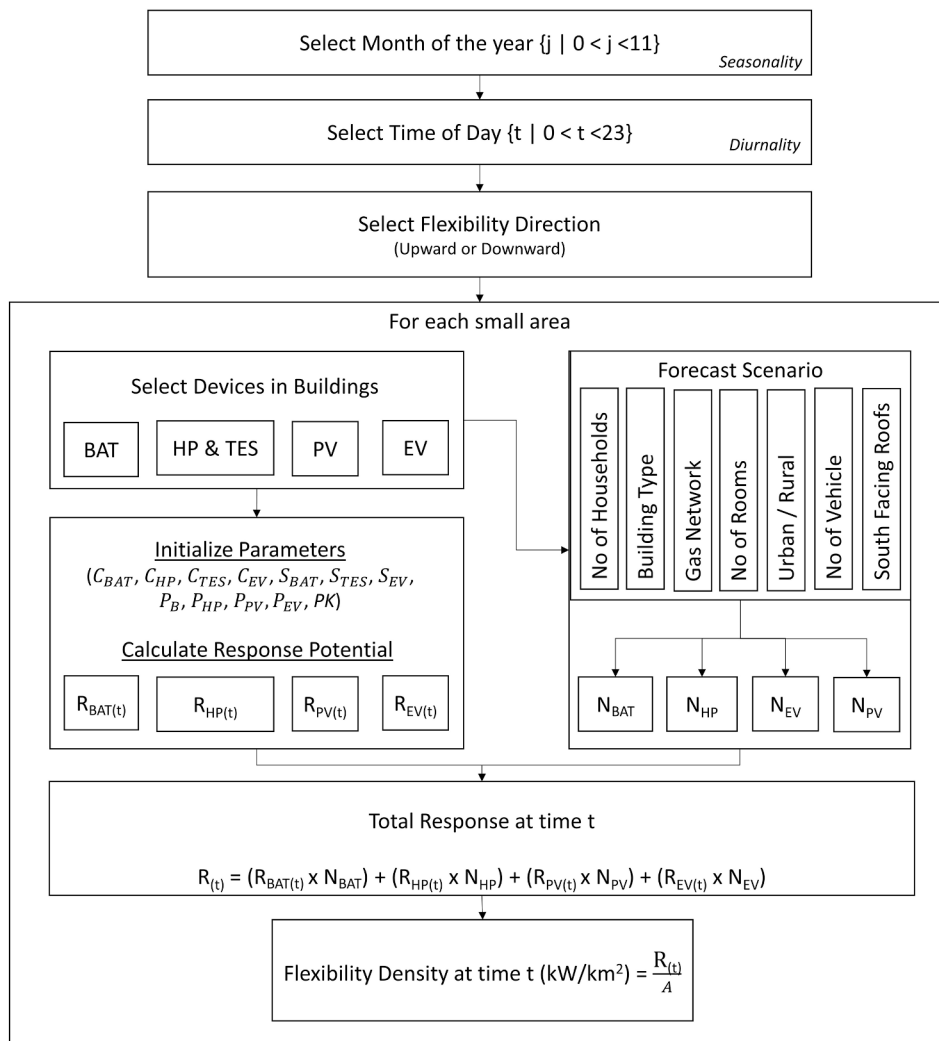 Select Month of the year {j | 0 < j <11}
Seasonality
Select Time of Day {t | 0 < t <23}
Diurnality
Select Flexibility Direction
(Upward or Downward)
For each small area
Select Devices in Buildings
BAT
HP & TES
PV
EV
Forecast Scenario
No of Households
Building Type
Gas Network
No of Rooms
Urban / Rural
No of Vehicle
South Facing Roofs
Initialize Parameters
(C_BAT, C_HP, C_TES, C_EV, S_BAT, S_TES, S_EV,
P_B, P_HP, P_PV, P_EV, PK)
Calculate Response Potential
R_BAT(t)
R_HP(t)
R_PV(t)
R_EV(t)
N_BAT
N_HP
N_EV
N_PV
Total Response at time t
R_(t) = (R_BAT(t) x N_BAT) + (R_HP(t) x N_HP) + (R_PV(t) x N_PV) + (R_EV(t) x N_EV)
Flexibility Density at time t (kW/km²) = R_(t)/A